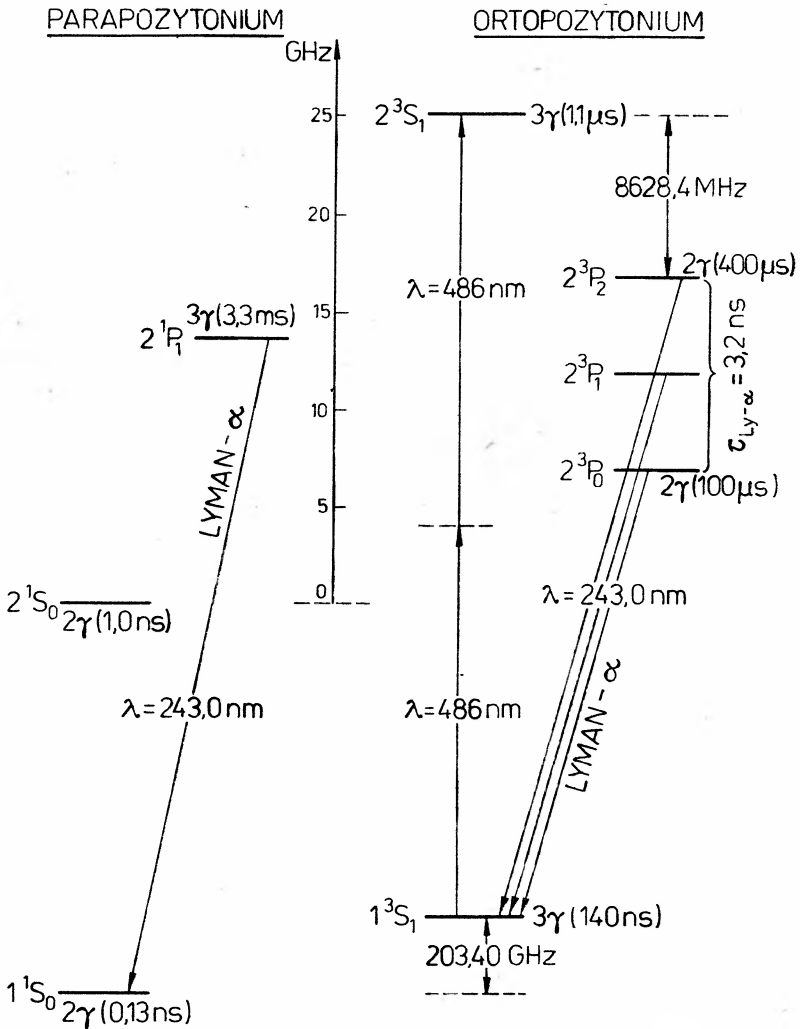 PARAPOZYTONIUM
ORTOPOZYTONIUM
GHz
25
20
15
10
5
0
2³S₁
3γ(1,1μs)
8628,4 MHz
2³P₂
2γ(400μs)
2³P₁
2³P₀
2γ(100μs)
τLy-α = 3,2 ns
λ=486 nm
3γ(3,3ms)
2¹P₁
LYMAN-α
2¹S₀
2γ(1,0ns)
λ=243,0 nm
λ=243,0 nm
LYMAN-α
λ=486 nm
1³S₁
3γ(140ns)
203,40 GHz
1¹S₀
2γ(0,13ns)